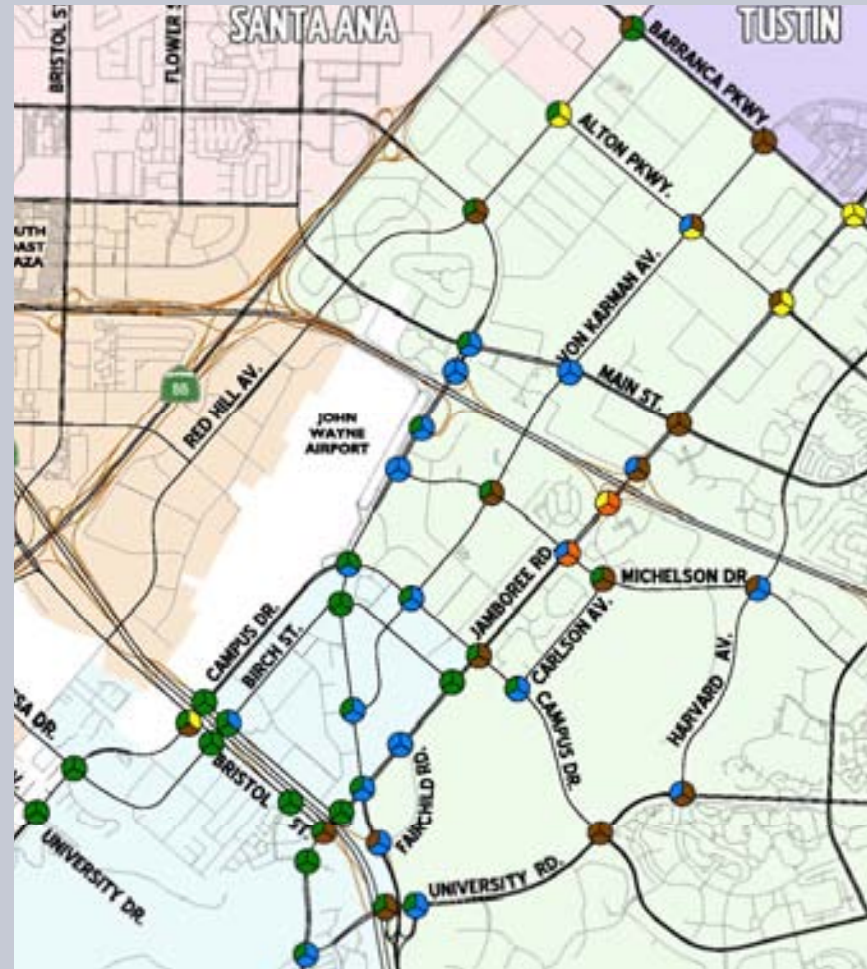 SANTA ANA
TUSTIN
BRISTOL ST
FLOWER S
BARRANCA PKWY
ALTON PKWY.
UTH
AST
AZA
VON KARMAN AV.
MAIN ST.
55
RED HILL AV.
JOHN
WAYNE
AIRPORT
JAMBOREE RD
MICHELSON DR
CARLSON AV.
CAMPUS DR.
BIRCH ST.
CAMPUS DR.
HARVARD AV.
SA DR.
V.
BRISTOL ST.
FAIRCHILD RD.
UNIVERSITY DR.
UNIVERSITY RD.